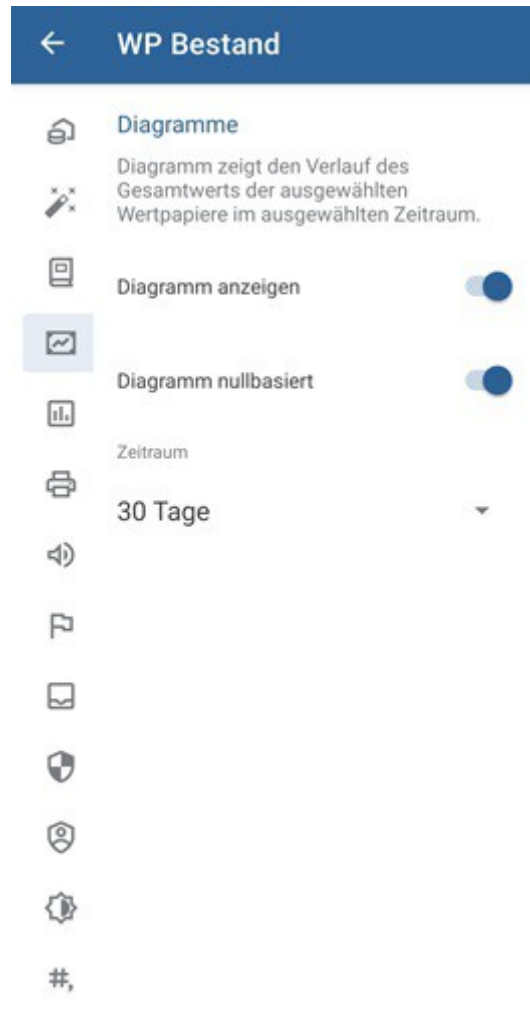 WP Bestand
Diagramme
Diagramm zeigt den Verlauf des
Gesamtwerts der ausgewählten
Wertpapiere im ausgewählten Zeitraum.
Diagramm anzeigen
Diagramm nullbasiert
Zeitraum
30 Tage
#,